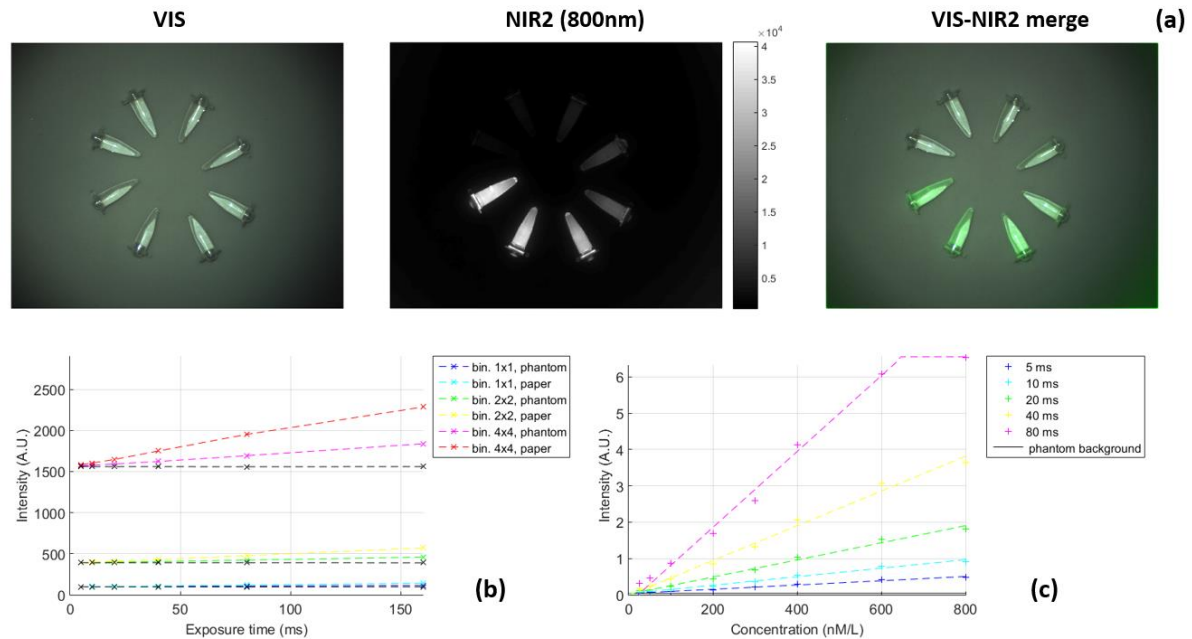 VIS
NIR2 (800nm)
VIS-NIR2 merge
(a)
×10⁴
4
3.5
3
2.5
2
1.5
1
0.5
2500
2000
1500
1000
500
0
0
50
100
150
Intensity (A.U.)
Exposure time (ms)
bin. 1x1, phantom
bin. 1x1, paper
bin. 2x2, phantom
bin. 2x2, paper
bin. 4x4, phantom
bin. 4x4, paper
(b)
6
5
4
3
2
1
0
200
400
600
800
Intensity (A.U.)
Concentration (nM/L)
5 ms
10 ms
20 ms
40 ms
80 ms
phantom background
(c)